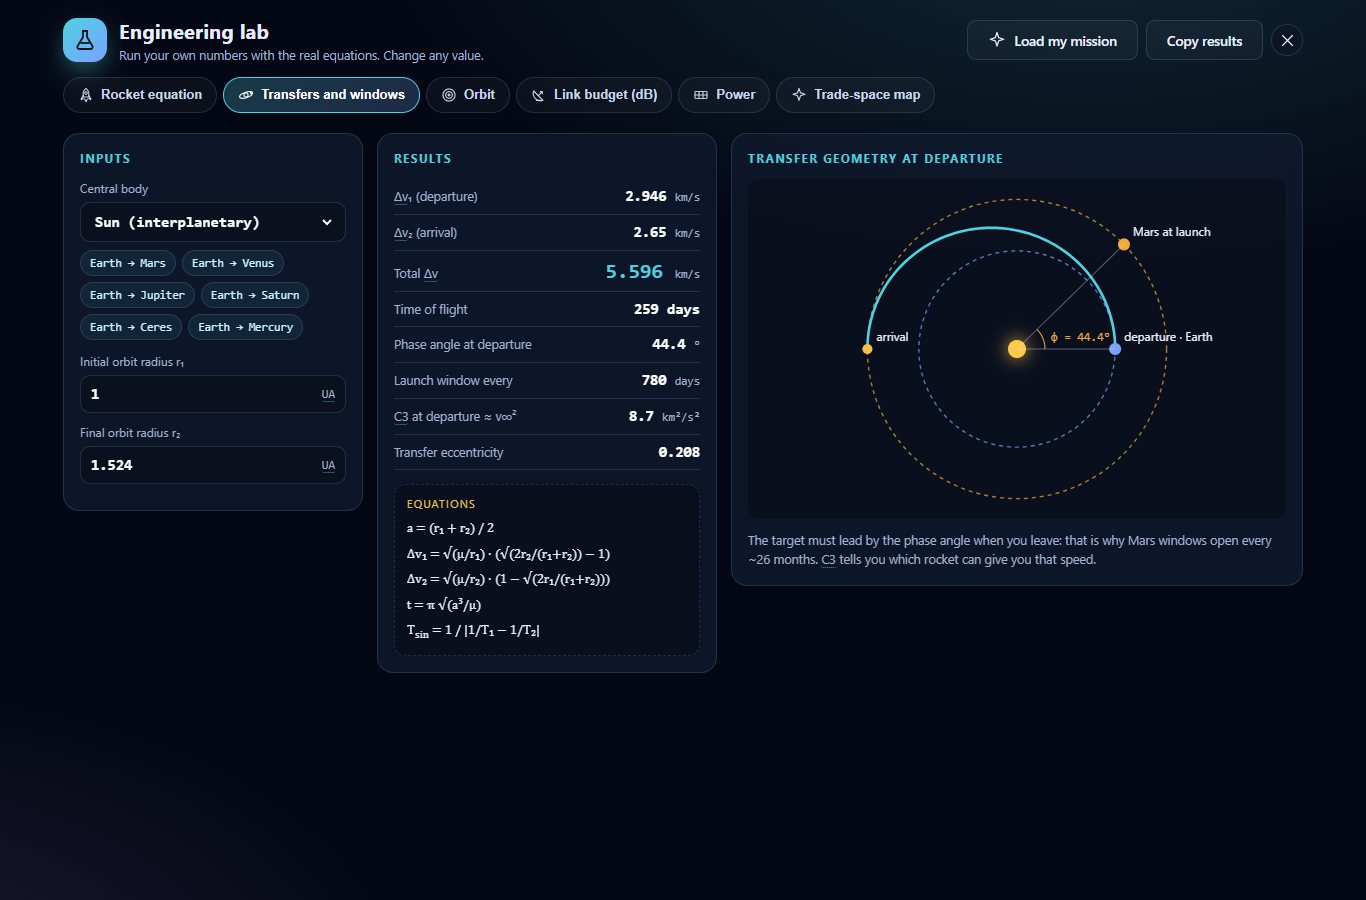 Engineering lab
Run your own numbers with the real equations. Change any value.
Load my mission
Copy results
Rocket equation
Transfers and windows
Orbit
Link budget (dB)
Power
Trade-space map
INPUTS
Central body
Sun (interplanetary)
Earth → Mars
Earth → Venus
Earth → Jupiter
Earth → Saturn
Earth → Ceres
Earth → Mercury
Initial orbit radius r₁
1 UA
Final orbit radius r₂
1.524 UA
RESULTS
Δv₁ (departure) 2.946 km/s
Δv₂ (arrival) 2.65 km/s
Total Δv 5.596 km/s
Time of flight 259 days
Phase angle at departure 44.4 °
Launch window every 780 days
C3 at departure ≈ v∞² 8.7 km²/s²
Transfer eccentricity 0.208
EQUATIONS
a = (r₁ + r₂) / 2
Δv₁ = √(μ/r₁) · (√(2r₂/(r₁+r₂)) − 1)
Δv₂ = √(μ/r₂) · (1 − √(2r₁/(r₁+r₂)))
t = π √(a³/μ)
Tsin = 1 / |1/T₁ − 1/T₂|
TRANSFER GEOMETRY AT DEPARTURE
Mars at launch
arrival
φ = 44.4°
departure · Earth
The target must lead by the phase angle when you leave: that is why Mars windows open every
~26 months. C3 tells you which rocket can give you that speed.